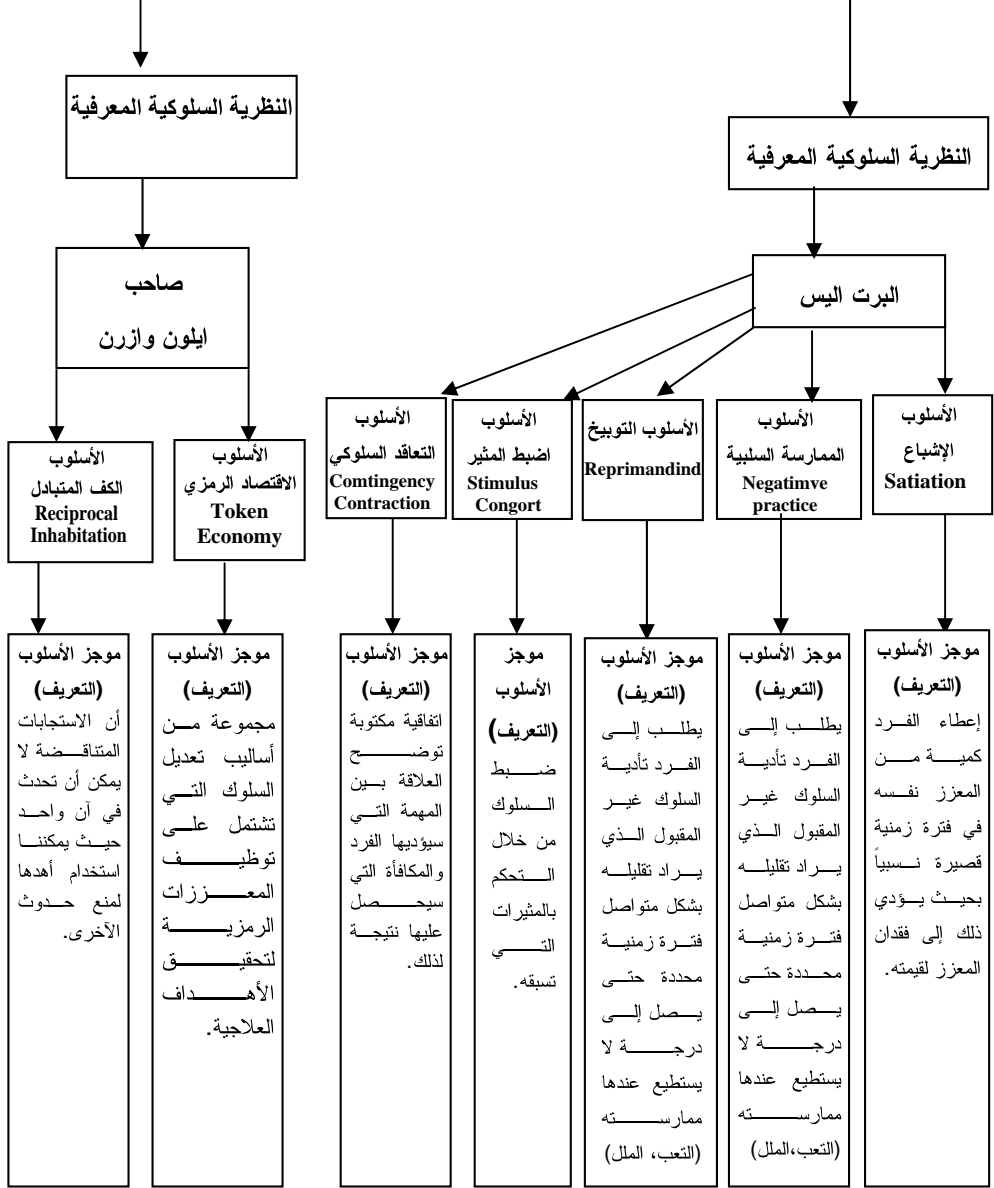 النظرية السلوكية المعرفية
البرت اليس
الأسلوب
الإشباع
Satiation
الأسلوب
الممارسة السلبية
Negatimve
practice
الأسلوب التوبيخ
Reprimandind
الأسلوب
اضبط المثير
Stimulus
Congort
الأسلوب
التعاقد السلوكي
Comtingency
Contraction
موجز الأسلوب
(التعريف)
إعطاء الفرد
كمية من
المعزز نفسه
في فترة زمنية
قصيرة نسبياً
بحيث يؤدي
ذلك إلى فقدان
المعزز لقيمته.
موجز الأسلوب
(التعريف)
يطلب إلى
الفرد تأدية
السلوك غير
المقبول الذي
يراد تقليله
بشكل متواصل
فترة زمنية
محددة حتى
يصل إلى
درجة لا
يستطيع عندها
ممارسته
(التعب،الملل)
موجز الأسلوب
(التعريف)
يطلب إلى
الفرد تأدية
السلوك غير
المقبول الذي
يراد تقليله
بشكل متواصل
فترة زمنية
محددة حتى
يصل إلى
درجة لا
يستطيع عندها
ممارسته
(التعب، الملل)
موجز
الأسلوب
(التعريف)
ضبط
السلوك
من خلال
التحكم
بالمثيرات
التي
تسبقه.
موجز الأسلوب
(التعريف)
اتفاقية مكتوبة
توضح
العلاقة بين
المهمة التي
سيؤديها الفرد
والمكافأة التي
سيحصل
عليها نتيجة
لذلك.
النظرية السلوكية المعرفية
صاحب
ايلون وازرن
الأسلوب
الاقتصاد الرمزي
Token
Economy
الأسلوب
الكف المتبادل
Reciprocal
Inhabitation
موجز الأسلوب
(التعريف)
مجموعة من
أساليب تعديل
السلوك التي
تشتمل على
توظيف
المعززات
الرمزية
لتحقيق
الأهداف
العلاجية.
موجز الأسلوب
(التعريف)
أن الاستجابات
المتناقضة لا
يمكن أن تحدث
في آن واحد
حيث يمكننا
استخدام أهدها
لمنع حدوث
الآخرى.